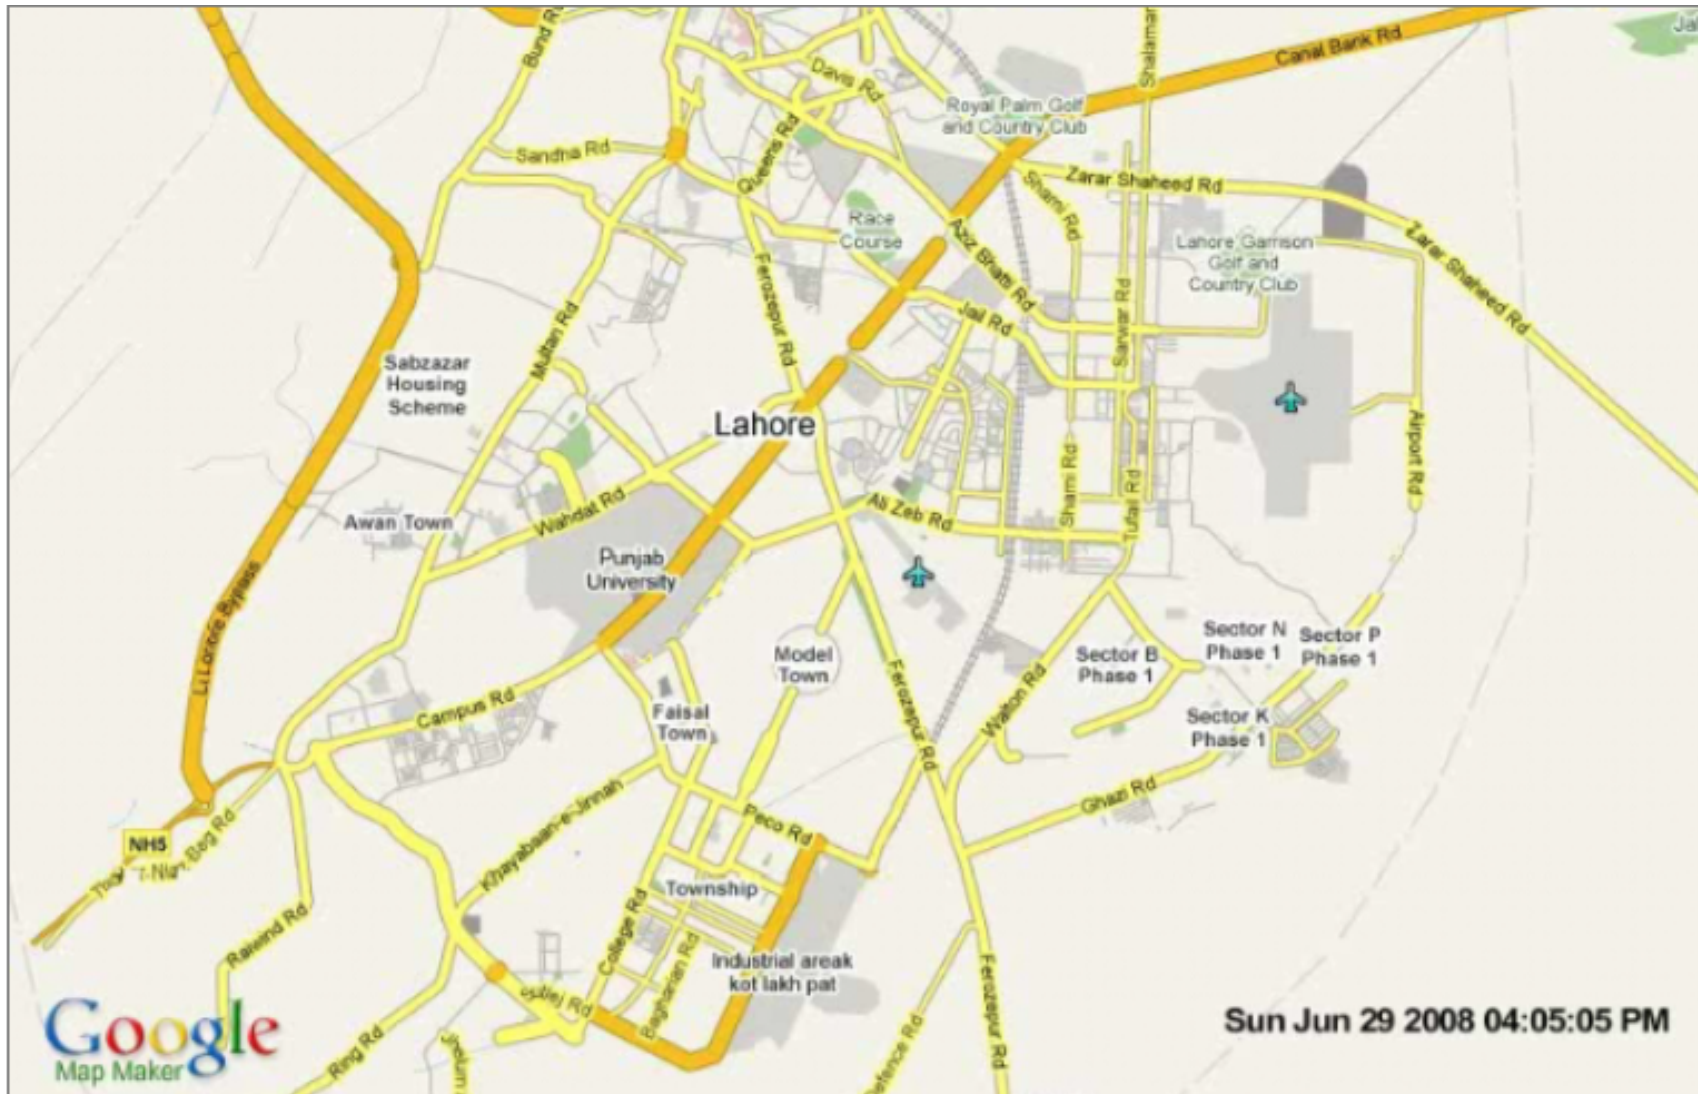 Bund Rd
Canal Bank Rd
Shalamar
Davis Rd
Royal Palm Golf
and Country Club
Sandha Rd
Queens Rd
Shami Rd
Zarar Shaheed Rd
Race
Course
Aziz Bhatti Rd
Lahore Garrison
Golf and
Country Club
Zarar Shaheed Rd
Ferozepur Rd
Multan Rd
Jail Rd
Sarwar Rd
Sabzazar
Housing
Scheme
Lahore
Airport Rd
Shami Rd
Tufail Rd
Awan Town
Wahdat Rd
Ali Zeb Rd
Punjab
University
Lahore Bypass
Model
Town
Sector B
Phase 1
Sector N
Phase 1
Sector P
Phase 1
Campus Rd
Faisal
Town
Ferozepur Rd
Walton Rd
Sector K
Phase 1
Ghazi Rd
Khayabaan-e-Jinnah
Peco Rd
NH5
Beg Rd
Township
Raiwind Rd
College Rd
Bagharian Rd
Industrial areak
kot lakh pat
Ferozepur Rd
Defence Rd
Ring Rd
Jhelum
Google
Map Maker
Sun Jun 29 2008 04:05:05 PM